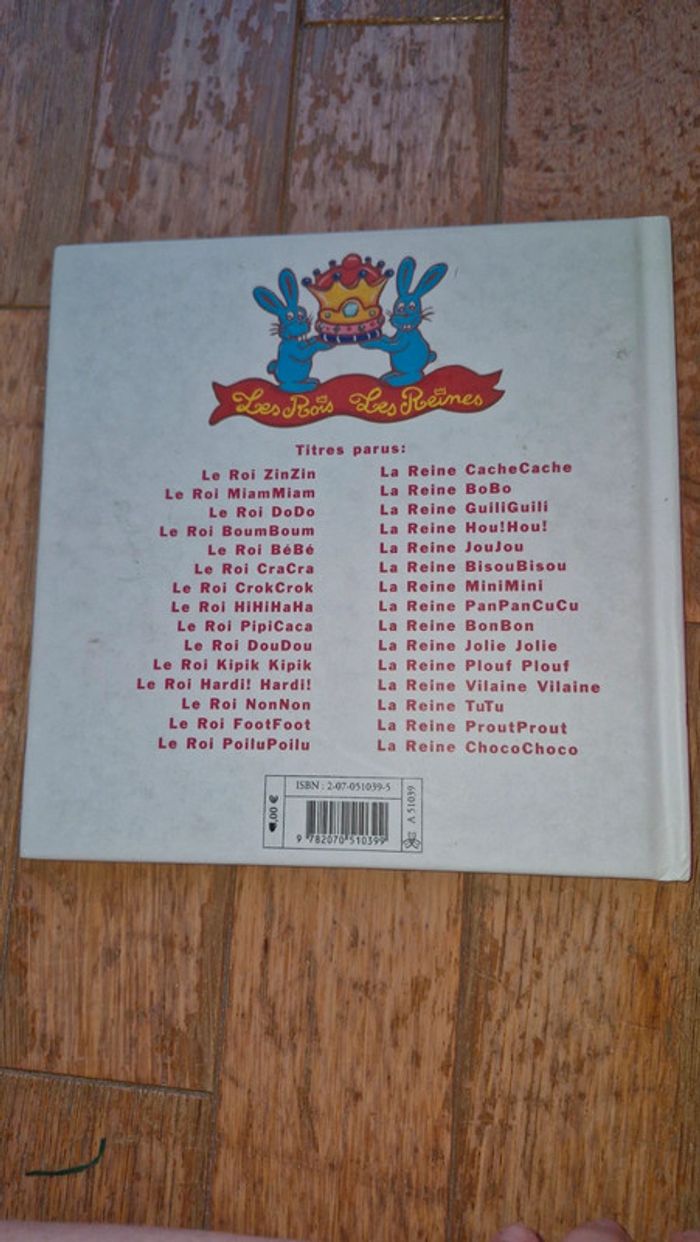 Les Rois Les Reines
Titres parus:
Le Roi ZinZin
Le Roi MiamMiam
Le Roi DoDo
Le Roi BoumBoum
Le Roi BéBé
Le Roi CraCra
Le Roi CrokCrok
Le Roi HiHiHaHa
Le Roi PipiCaca
Le Roi DouDou
Le Roi Kipik Kipik
Le Roi Hardi! Hardi!
Le Roi NonNon
Le Roi FootFoot
Le Roi PoiluPoilu
La Reine CacheCache
La Reine BoBo
La Reine GuiliGuili
La Reine Hou!Hou!
La Reine JouJou
La Reine BisouBisou
La Reine MiniMini
La Reine PanPanCuCu
La Reine BonBon
La Reine Jolie Jolie
La Reine Plouf Plouf
La Reine Vilaine Vilaine
La Reine TuTu
La Reine ProutProut
La Reine ChocoChoco
ISBN : 2-07-051039-5
9 782070 510399
A 51039